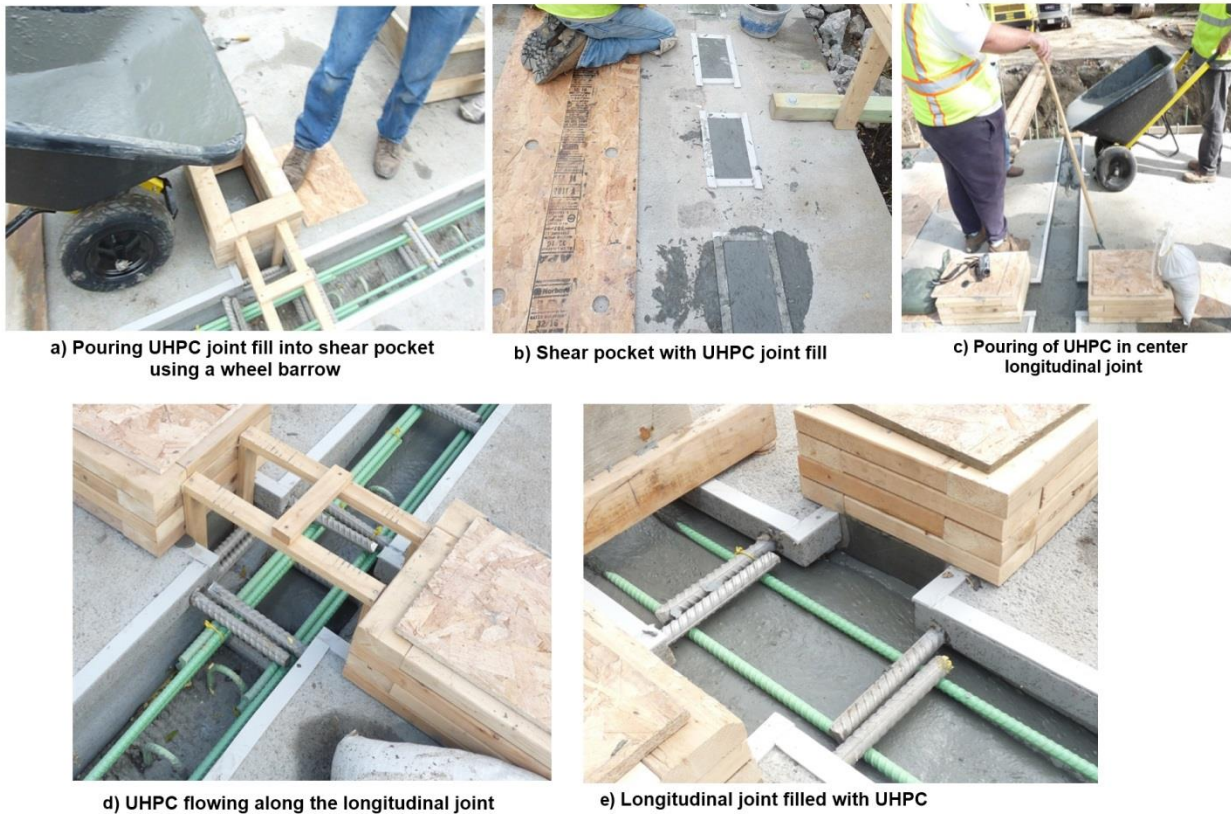 a) Pouring UHPC joint fill into shear pocket
using a wheel barrow
b) Shear pocket with UHPC joint fill
c) Pouring of UHPC in center
longitudinal joint
d) UHPC flowing along the longitudinal joint
e) Longitudinal joint filled with UHPC